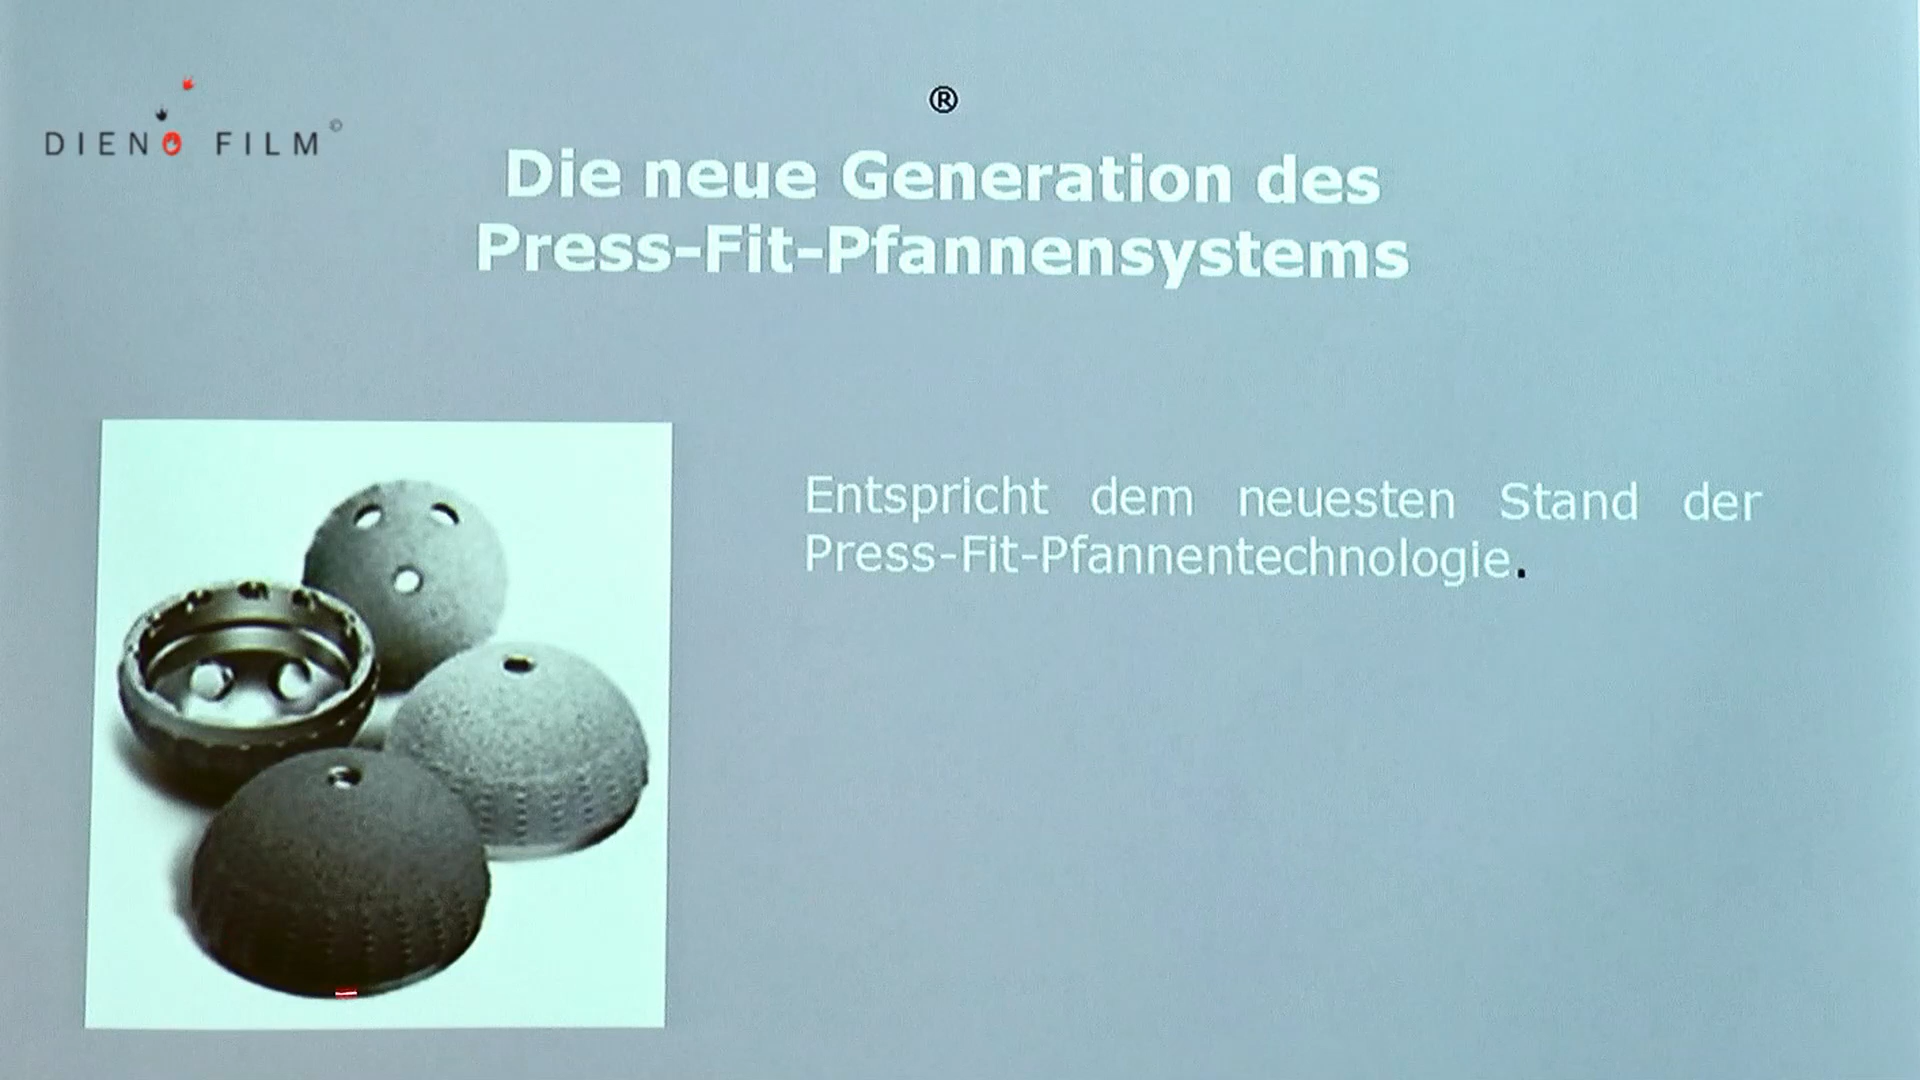 DIENO FILM©
®
Die neue Generation des
Press-Fit-Pfannensystems
Entspricht dem neuesten Stand der
Press-Fit-Pfannentechnologie.